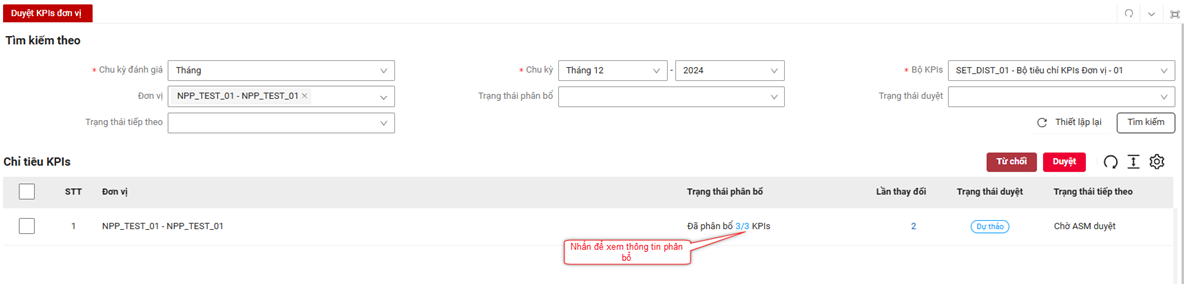 Duyệt KPIs đơn vị
Tìm kiếm theo
* Chu kỳ đánh giá Tháng * Chu kỳ Tháng 12 - 2024 * Bộ KPIs SET_DIST_01 - Bộ tiêu chí KPIs Đơn vị - 01
Đơn vị NPP_TEST_01 - NPP_TEST_01 × Trạng thái phân bổ Trạng thái duyệt
Trạng thái tiếp theo Thiết lập lại Tìm kiếm
Chỉ tiêu KPIs Từ chối Duyệt
STT Đơn vị Trạng thái phân bổ Lần thay đổi Trạng thái duyệt Trạng thái tiếp theo
1 NPP_TEST_01 - NPP_TEST_01 Đã phân bổ 3/3 KPIs 2 Dự thảo Chờ ASM duyệt
Nhấn để xem thông tin phân
bổ